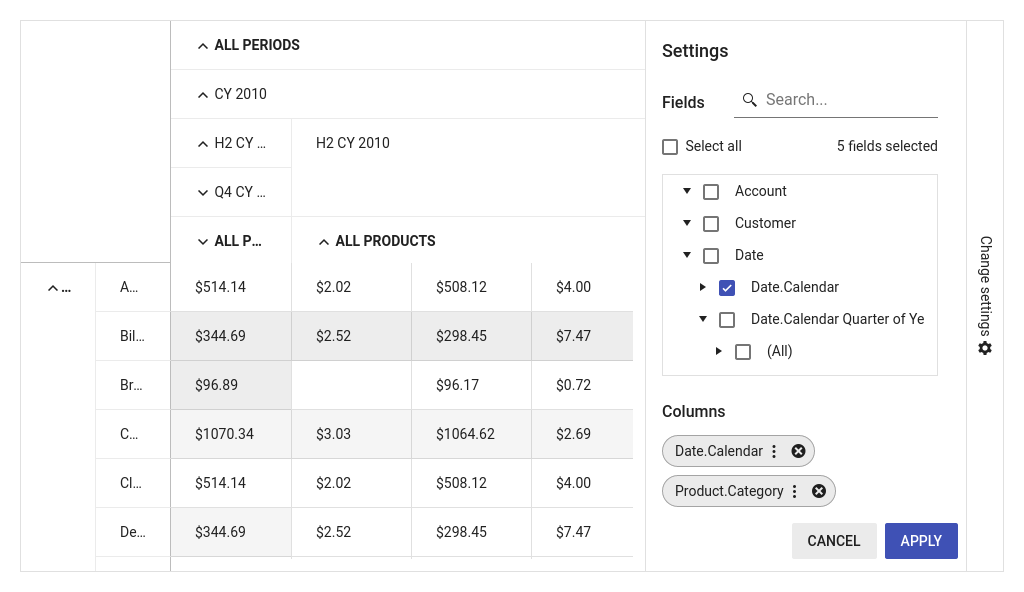 ALL PERIODS
CY 2010
H2 CY ...
H2 CY 2010
Q4 CY ...
ALL P...
ALL PRODUCTS
...
A...
$514.14
$2.02
$508.12
$4.00
Bil...
$344.69
$2.52
$298.45
$7.47
Br...
$96.89
$96.17
$0.72
C...
$1070.34
$3.03
$1064.62
$2.69
Cl...
$514.14
$2.02
$508.12
$4.00
De...
$344.69
$2.52
$298.45
$7.47
Settings
Fields
Search...
Select all
5 fields selected
Account
Customer
Date
Date.Calendar
Date.Calendar Quarter of Ye
(All)
Columns
Date.Calendar
Product.Category
CANCEL
APPLY
Change settings